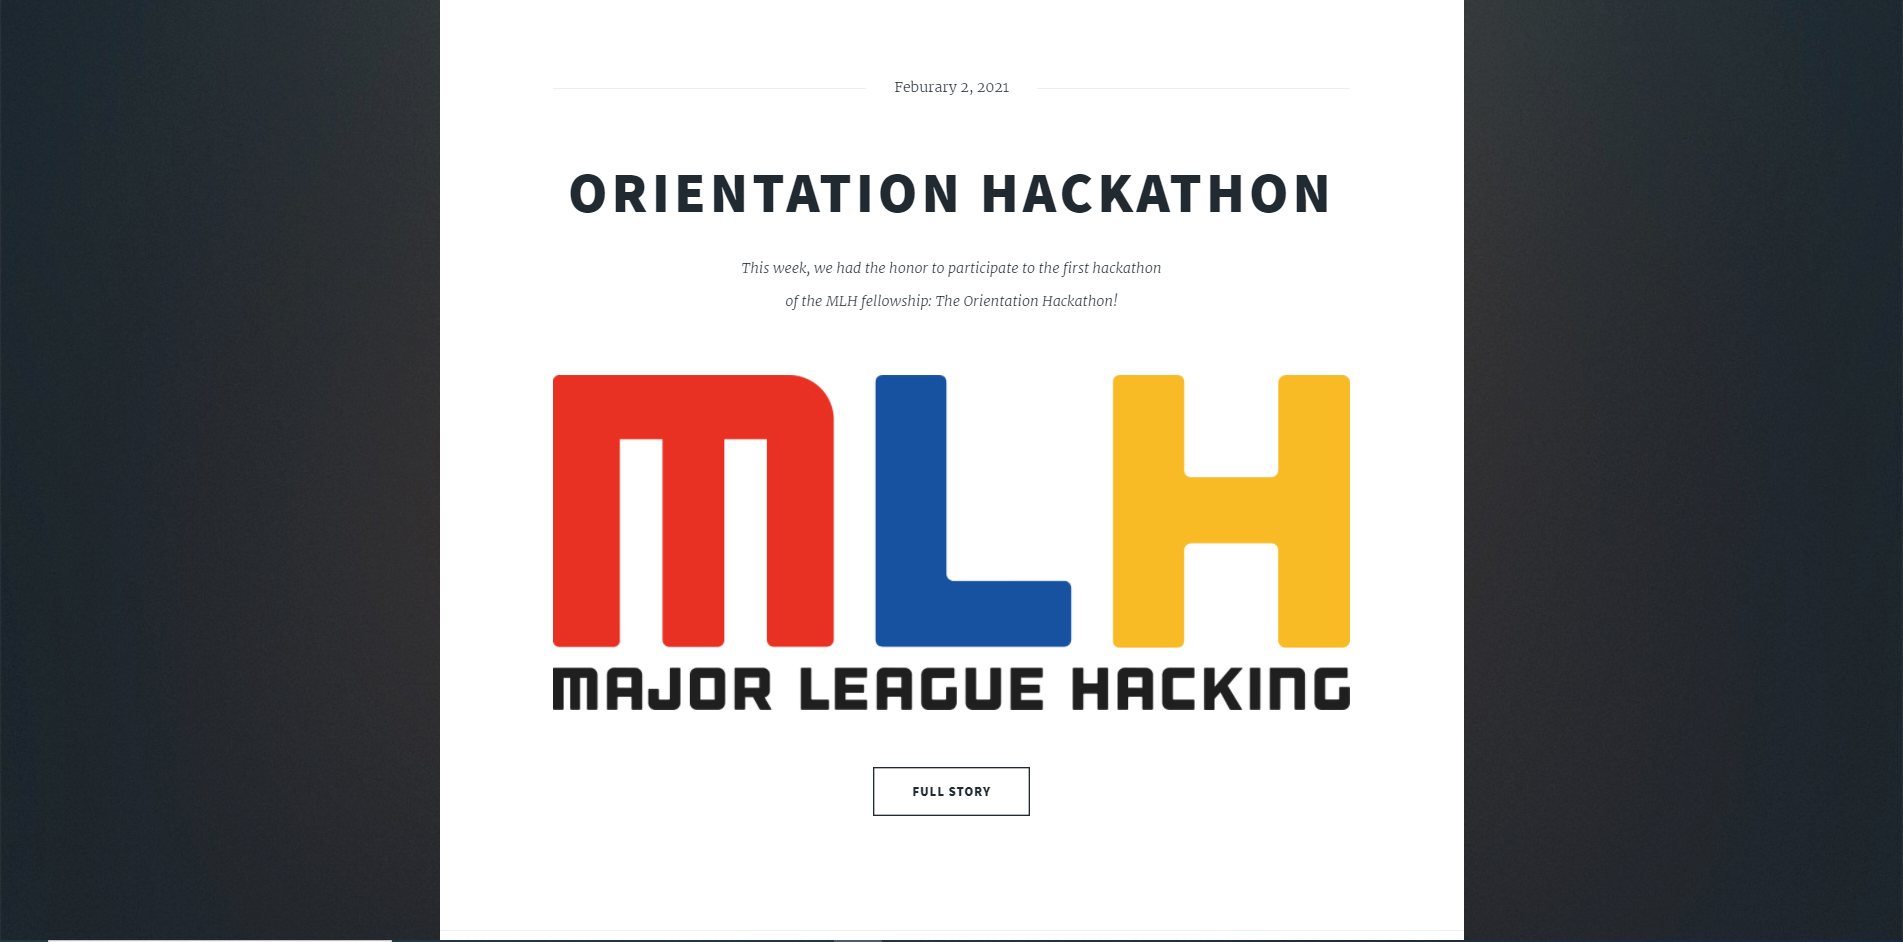 Feburary 2, 2021
ORIENTATION HACKATHON
This week, we had the honor to participate to the first hackathon
of the MLH fellowship: The Orientation Hackathon!
MLH
MAJOR LEAGUE HACKING
FULL STORY